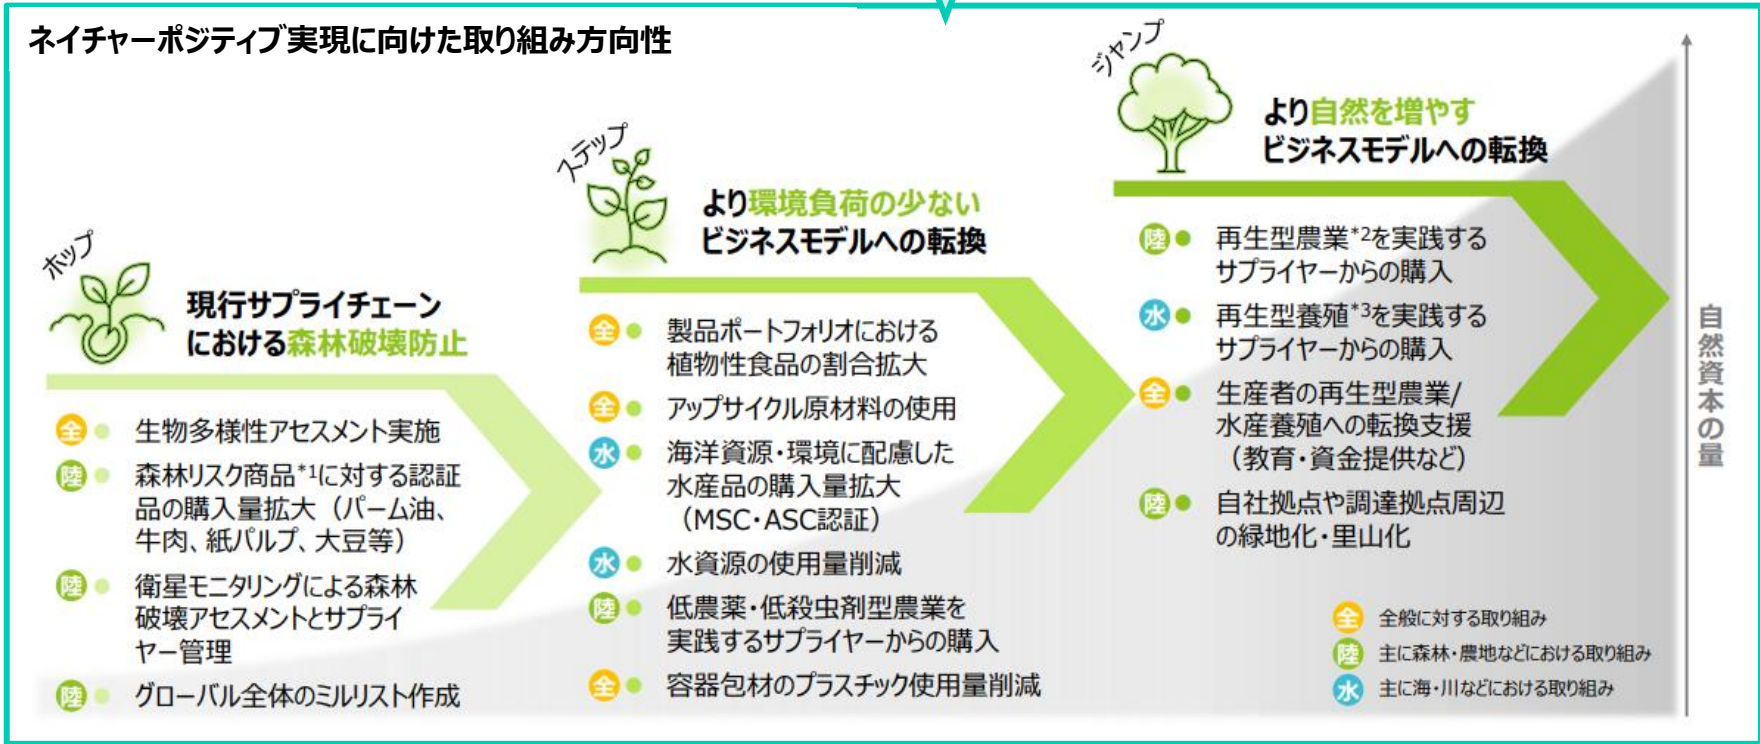 ネイチャーポジティブ実現に向けた取り組み方向性
ホップ
現行サプライチェーン
における森林破壊防止
全 ● 生物多様性アセスメント実施
陸 ● 森林リスク商品*1に対する認証
品の購入量拡大（パーム油、
牛肉、紙パルプ、大豆等）
陸 ● 衛星モニタリングによる森林
破壊アセスメントとサプライ
ヤー管理
陸 ● グローバル全体のミルリスト作成
ステップ
より環境負荷の少ない
ビジネスモデルへの転換
全 ● 製品ポートフォリオにおける
植物性食品の割合拡大
全 ● アップサイクル原材料の使用
水 ● 海洋資源・環境に配慮した
水産品の購入量拡大
（MSC・ASC認証）
水 ● 水資源の使用量削減
陸 ● 低農薬・低殺虫剤型農業を
実践するサプライヤーからの購入
全 ● 容器包材のプラスチック使用量削減
ジャンプ
より自然を増やす
ビジネスモデルへの転換
陸 ● 再生型農業*2を実践する
サプライヤーからの購入
水 ● 再生型養殖*3を実践する
サプライヤーからの購入
全 ● 生産者の再生型農業/
水産養殖への転換支援
（教育・資金提供など）
陸 ● 自社拠点や調達拠点周辺
の緑地化・里山化
全 全般に対する取り組み
陸 主に森林・農地などにおける取り組み
水 主に海・川などにおける取り組み
自然資本の量